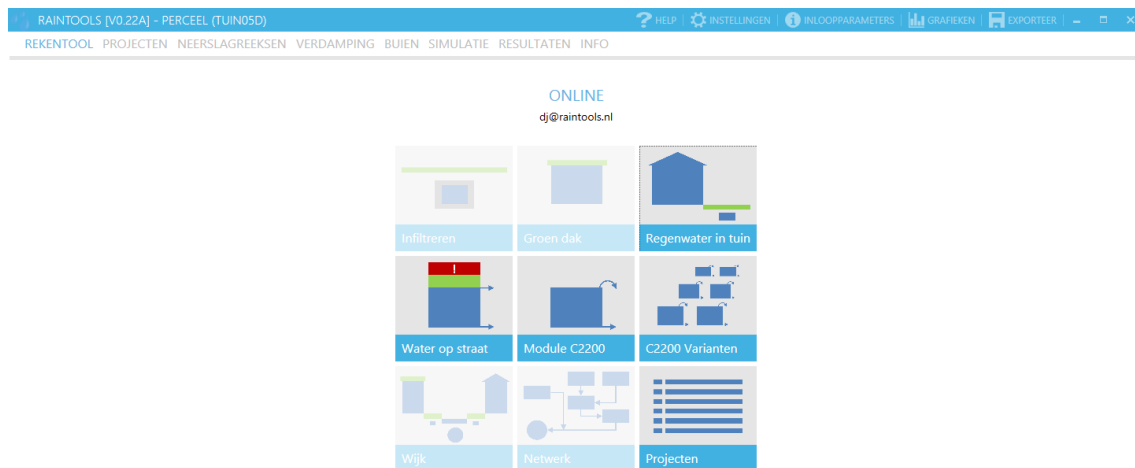 RAINTOOLS [V0.22A] – PERCEEL (TUIN05D) ? HELP | INSTELLINGEN | i INLOOPPARAMETERS | GRAFIEKEN | EXPORTEER |
REKENTOOL PROJECTEN NEERSLAGREEKSEN VERDAMPING BUIEN SIMULATIE RESULTATEN INFO
ONLINE
dj@raintools.nl
Infiltreren Groen dak Regenwater in tuin
!
Water op straat Module C2200 C2200 Varianten
Wijk Netwerk Projecten